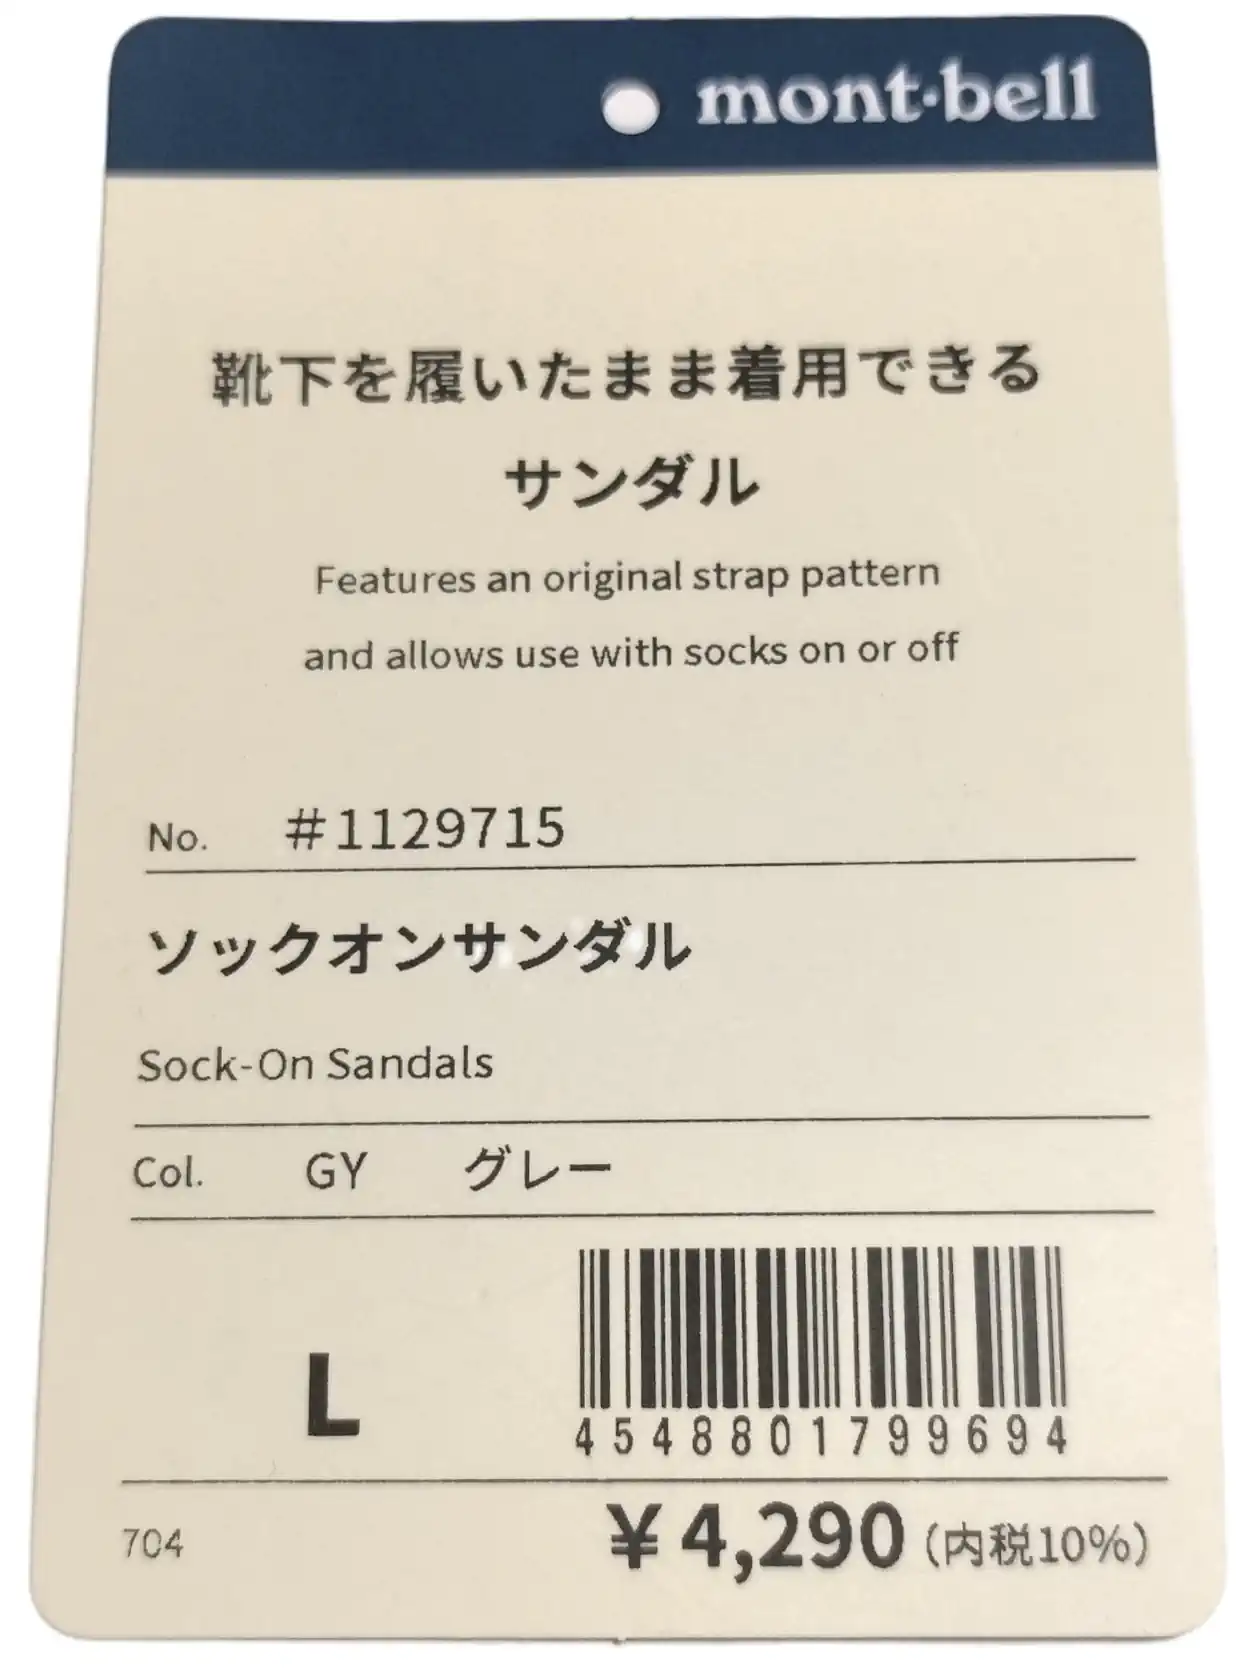 mont·bell
靴下を履いたまま着用できる
サンダル
Features an original strap pattern
and allows use with socks on or off
No. #1129715
ソックオンサンダル
Sock-On Sandals
Col. GY グレー
L
4548801799694
704 ¥4,290(内税10%)